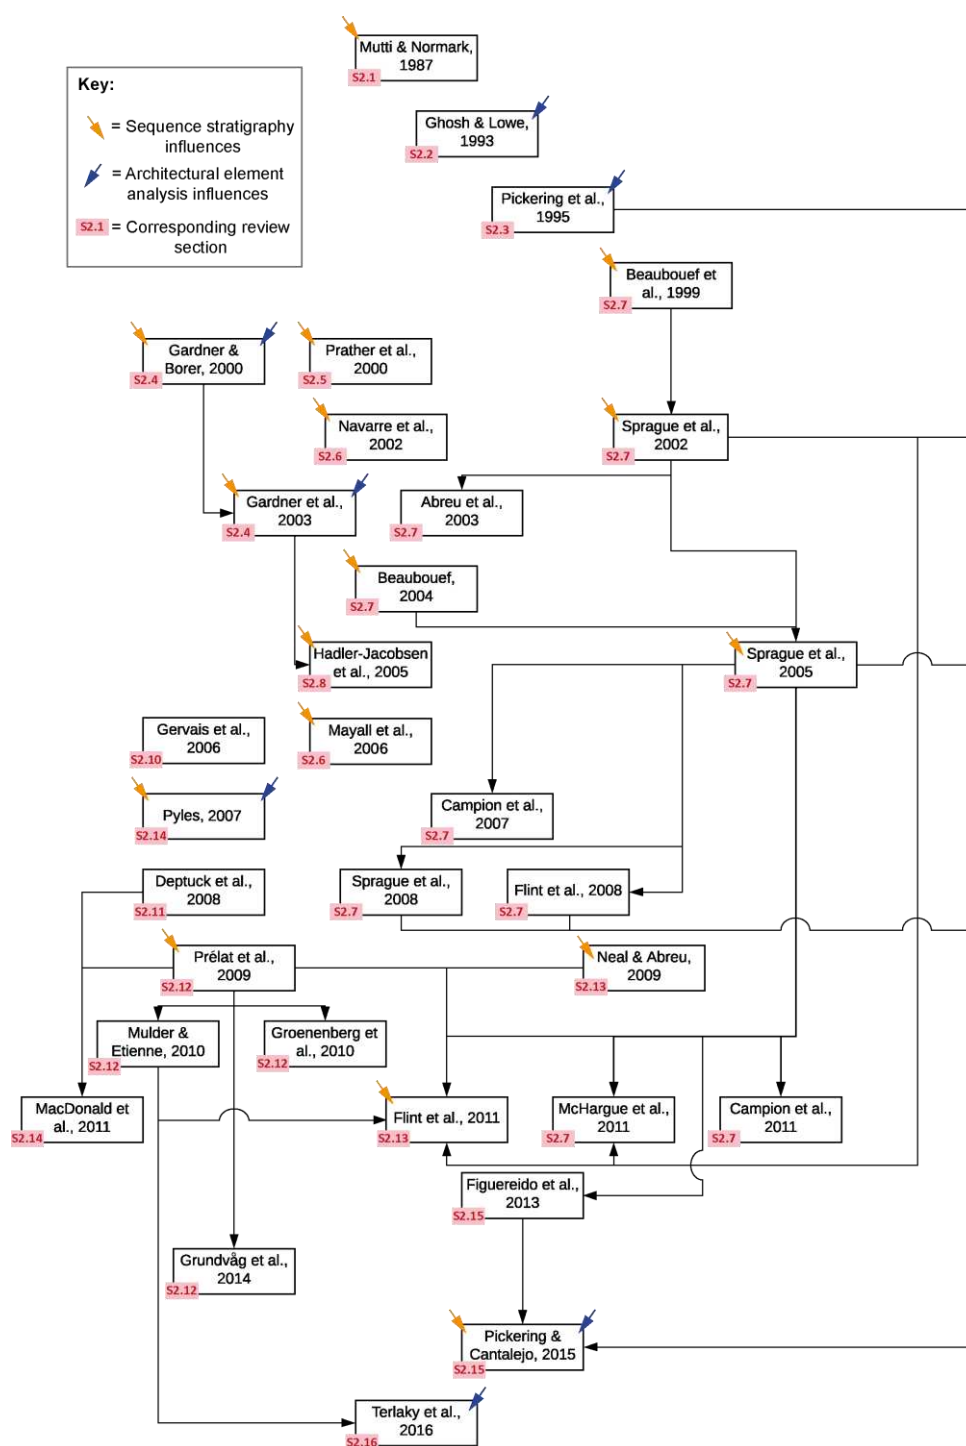 Mutti & Normark,
1987
S2.1
Key:
= Sequence stratigraphy
influences
= Architectural element
analysis influences
S2.1 = Corresponding review
section
Ghosh & Lowe,
1993
S2.2
Pickering et al.,
1995
S2.3
Beaubouef et
al., 1999
S2.7
Gardner &
Borer, 2000
S2.4
Prather et al.,
2000
S2.5
Navarre et al.,
2002
S2.6
Sprague et al.,
2002
S2.7
Gardner et al.,
2003
S2.4
Abreu et al.,
2003
S2.7
Beaubouef,
2004
S2.7
Hadler-Jacobsen
et al., 2005
S2.8
Sprague et al.,
2005
S2.7
Gervais et al.,
2006
S2.10
Mayall et al.,
2006
S2.6
Pyles, 2007
S2.14
Campion et al.,
2007
S2.7
Deptuck et al.,
2008
S2.11
Sprague et al.,
2008
S2.7
Flint et al., 2008
S2.7
Prélat et al.,
2009
S2.12
Neal & Abreu,
2009
S2.13
Mulder &
Etienne, 2010
S2.12
Groenenberg et
al., 2010
S2.12
MacDonald et
al., 2011
S2.14
Flint et al., 2011
S2.13
McHargue et al.,
2011
S2.7
Campion et al.,
2011
S2.7
Figuereido et al.,
2013
S2.15
Grundvåg et al.,
2014
S2.12
Pickering &
Cantalejo, 2015
S2.15
Terlaky et al.,
2016
S2.16